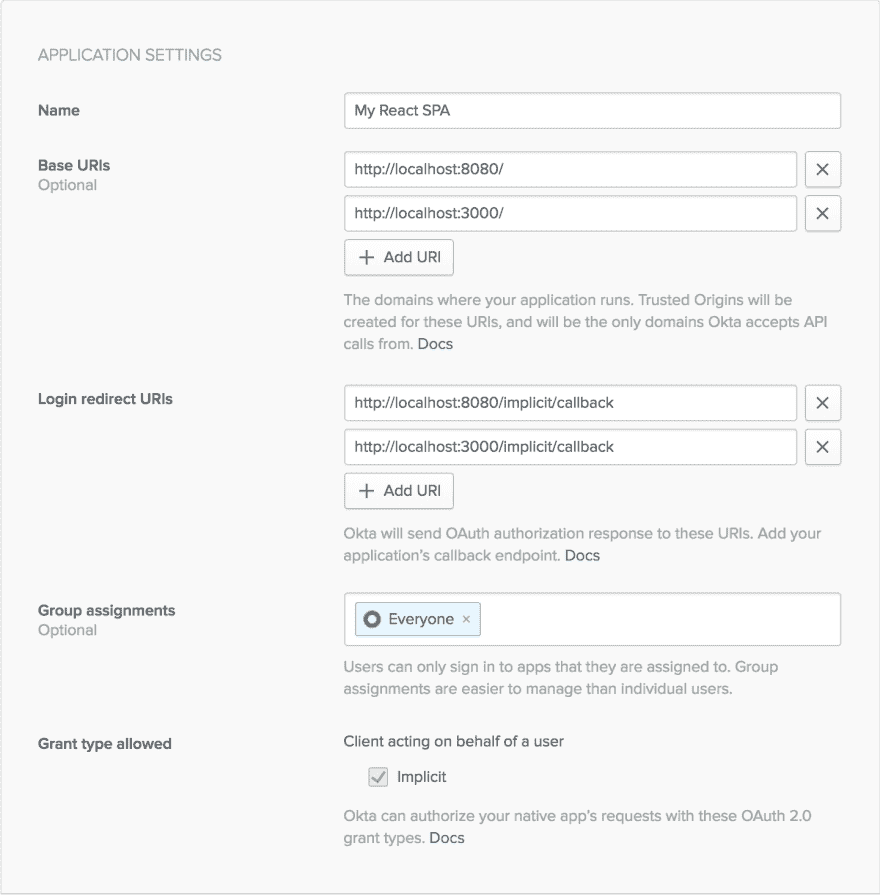 APPLICATION SETTINGS
Name
My React SPA
Base URIs
Optional
http://localhost:8080/
http://localhost:3000/
Add URI
The domains where your application runs. Trusted Origins will be
created for these URIs, and will be the only domains Okta accepts API
calls from. Docs
Login redirect URIs
http://localhost:8080/implicit/callback
http://localhost:3000/implicit/callback
Add URI
Okta will send OAuth authorization response to these URIs. Add your
application's callback endpoint. Docs
Group assignments
Optional
Everyone ×
Users can only sign in to apps that they are assigned to. Group
assignments are easier to manage than individual users.
Grant type allowed
Client acting on behalf of a user
Implicit
Okta can authorize your native app's requests with these OAuth 2.0
grant types. Docs